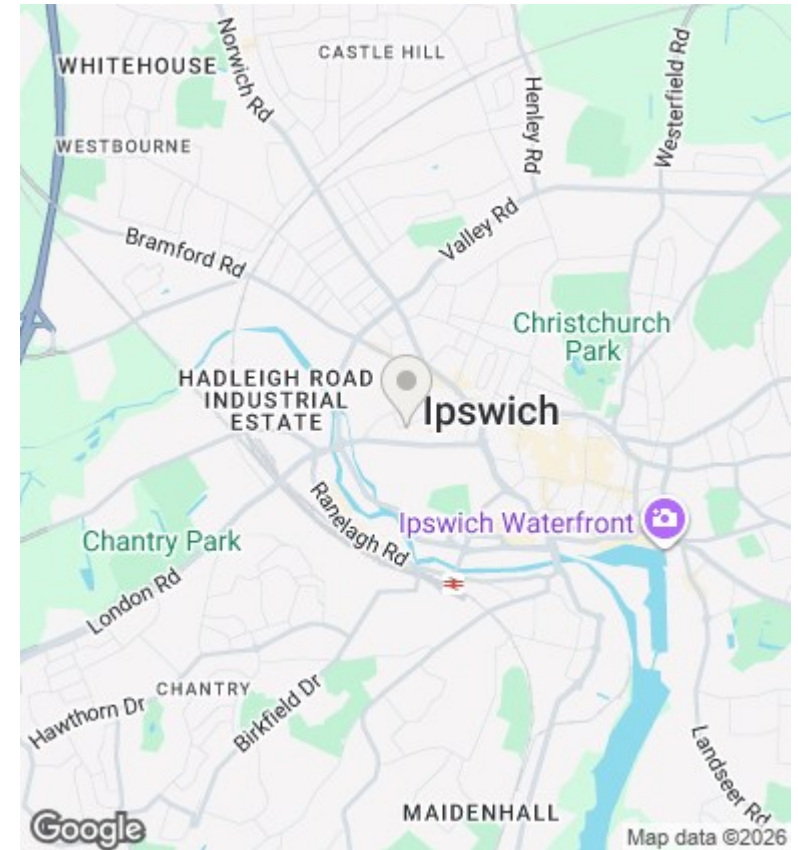 Norwich Rd
CASTLE HILL
WHITEHOUSE
Henley Rd
Westerfield Rd
WESTBOURNE
Valley Rd
Bramford Rd
Christchurch
Park
HADLEIGH ROAD
INDUSTRIAL
ESTATE
Ipswich
Ranelagh Rd
Ipswich Waterfront
Chantry Park
London Rd
CHANTRY
Hawthorn Dr
Birkfield Dr
Landseer Rd
MAIDENHALL
Google
Map data ©2026